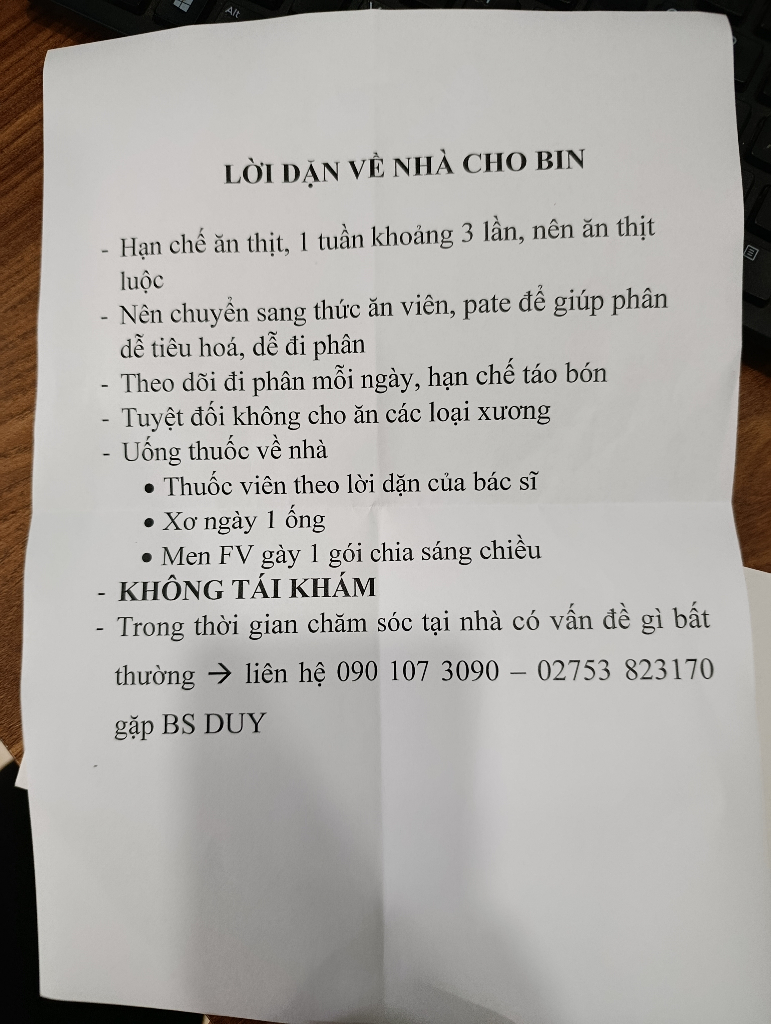 Alt
LỜI DẶN VỀ NHÀ CHO BIN
- Hạn chế ăn thịt, 1 tuần khoảng 3 lần, nên ăn thịt
luộc
- Nên chuyển sang thức ăn viên, pate để giúp phân
dễ tiêu hoá, dễ đi phân
- Theo dõi đi phân mỗi ngày, hạn chế táo bón
- Tuyệt đối không cho ăn các loại xương
- Uống thuốc về nhà
• Thuốc viên theo lời dặn của bác sĩ
• Xơ ngày 1 ống
• Men FV gày 1 gói chia sáng chiều
- KHÔNG TÁI KHÁM
- Trong thời gian chăm sóc tại nhà có vấn đề gì bất
thường → liên hệ 090 107 3090 – 02753 823170
gặp BS DUY